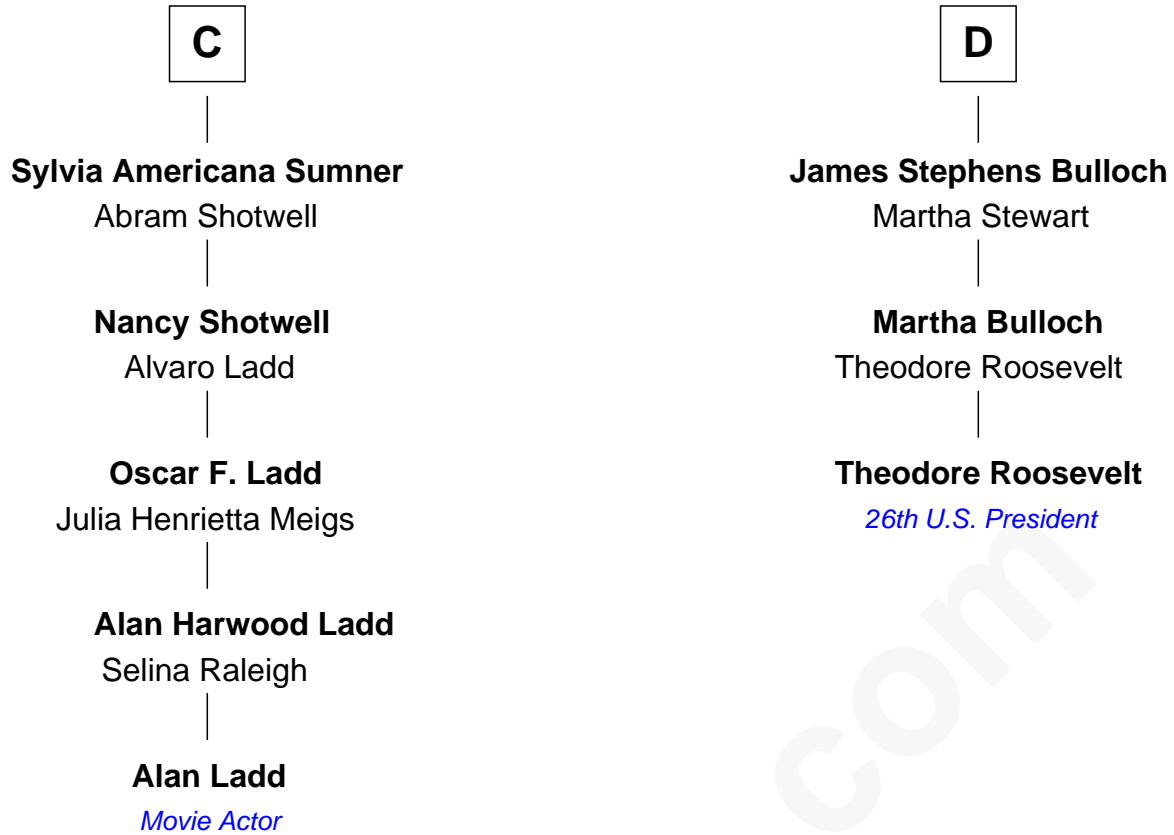 C
Sylvia Americana Sumner
Abram Shotwell
Nancy Shotwell
Alvaro Ladd
Oscar F. Ladd
Julia Henrietta Meigs
Alan Harwood Ladd
Selina Raleigh
Alan Ladd
Movie Actor
D
James Stephens Bulloch
Martha Stewart
Martha Bulloch
Theodore Roosevelt
Theodore Roosevelt
26th U.S. President
com